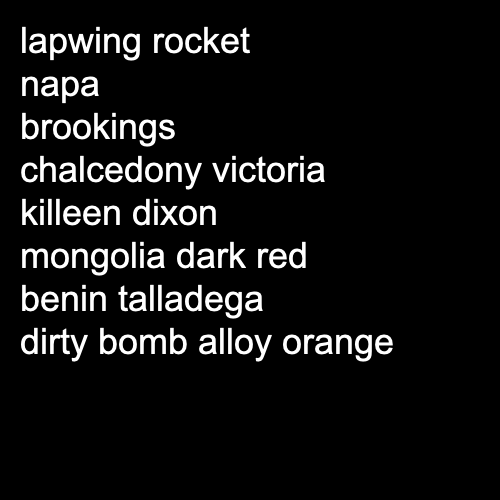 lapwing rocket
napa
brookings
chalcedony victoria
killeen dixon
mongolia dark red
benin talladega
dirty bomb alloy orange